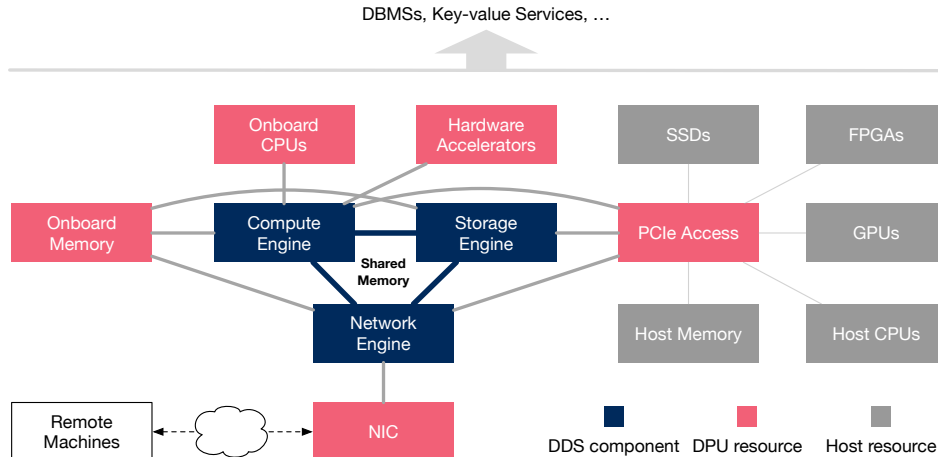 DBMSs, Key-value Services, …
Onboard
CPUs
Hardware
Accelerators
SSDs
FPGAs
Onboard
Memory
Compute
Engine
Storage
Engine
PCIe Access
GPUs
Shared
Memory
Network
Engine
Host Memory
Host CPUs
Remote
Machines
NIC
DDS component
DPU resource
Host resource